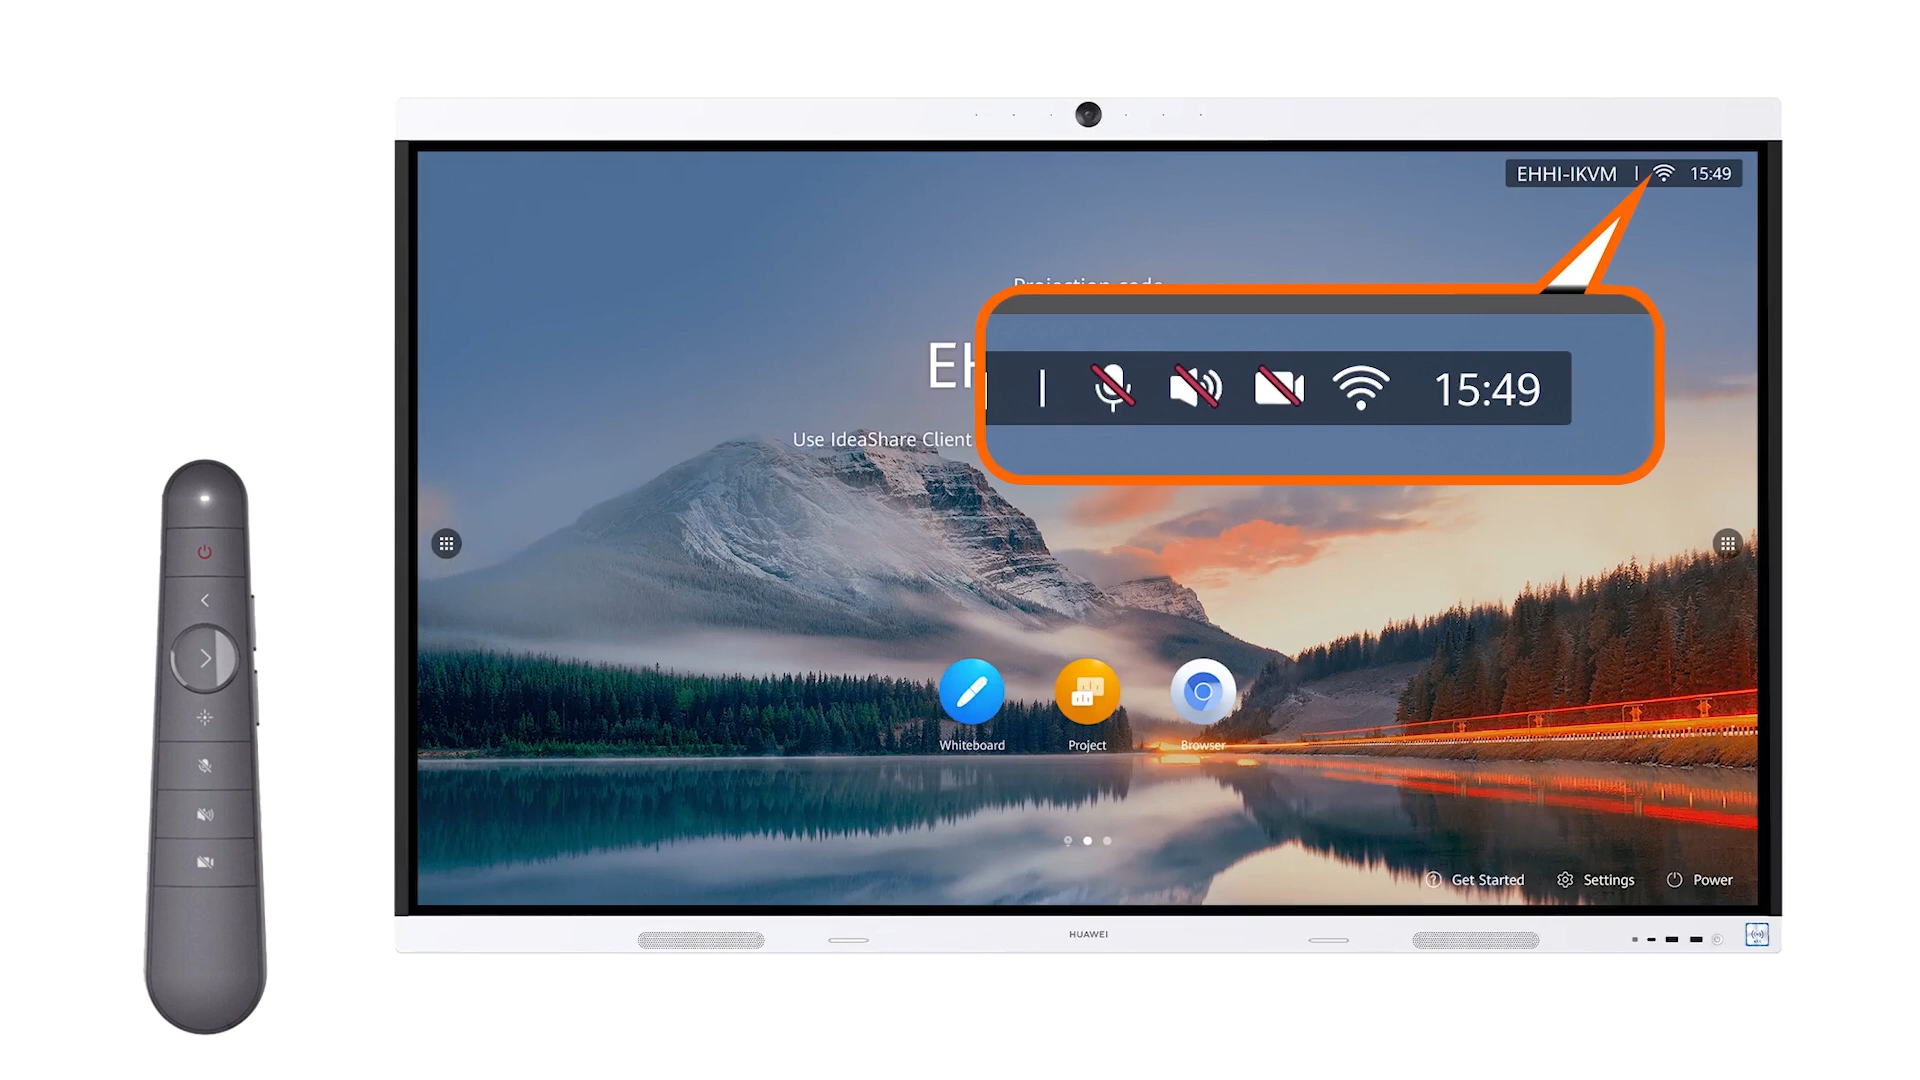 EHHI-IKVM | 15:49
Projection code
EH
15:49
Use IdeaShare Client
Whiteboard
Project
Browser
Get Started
Settings
Power
HUAWEI